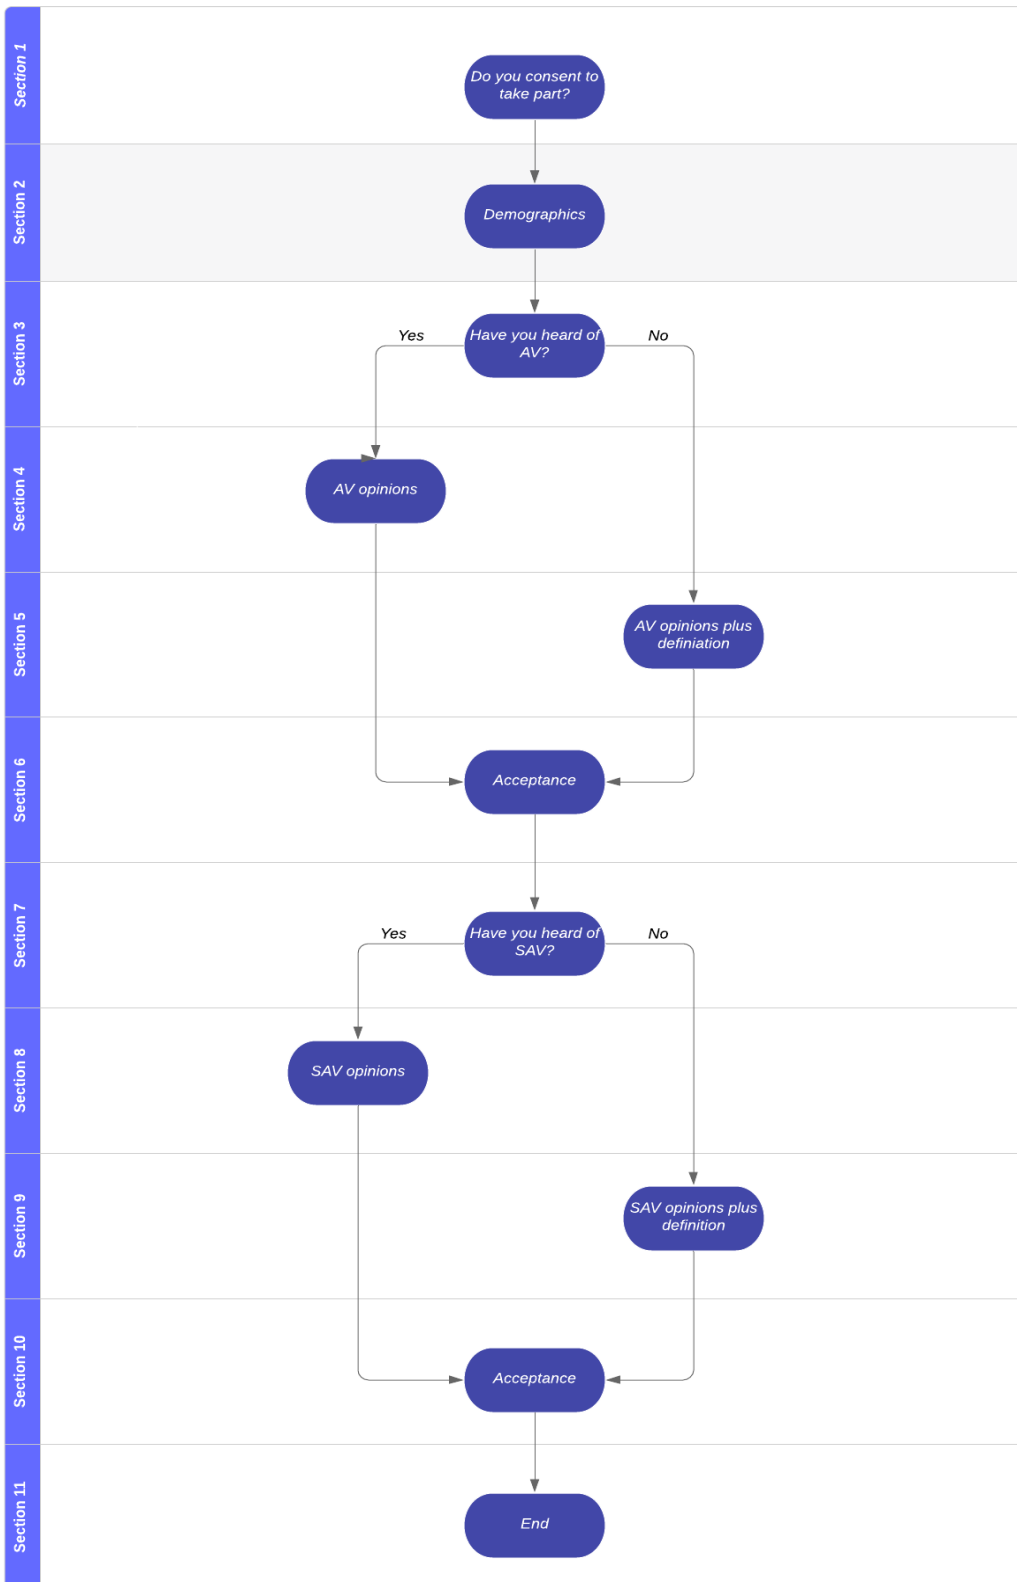 Section 1
Do you consent to
take part?
Section 2
Demographics
Section 3
Yes
Have you heard of
AV?
No
Section 4
AV opinions
Section 5
AV opinions plus
definiation
Section 6
Acceptance
Section 7
Yes
Have you heard of
SAV?
No
Section 8
SAV opinions
Section 9
SAV opinions plus
definition
Section 10
Acceptance
Section 11
End